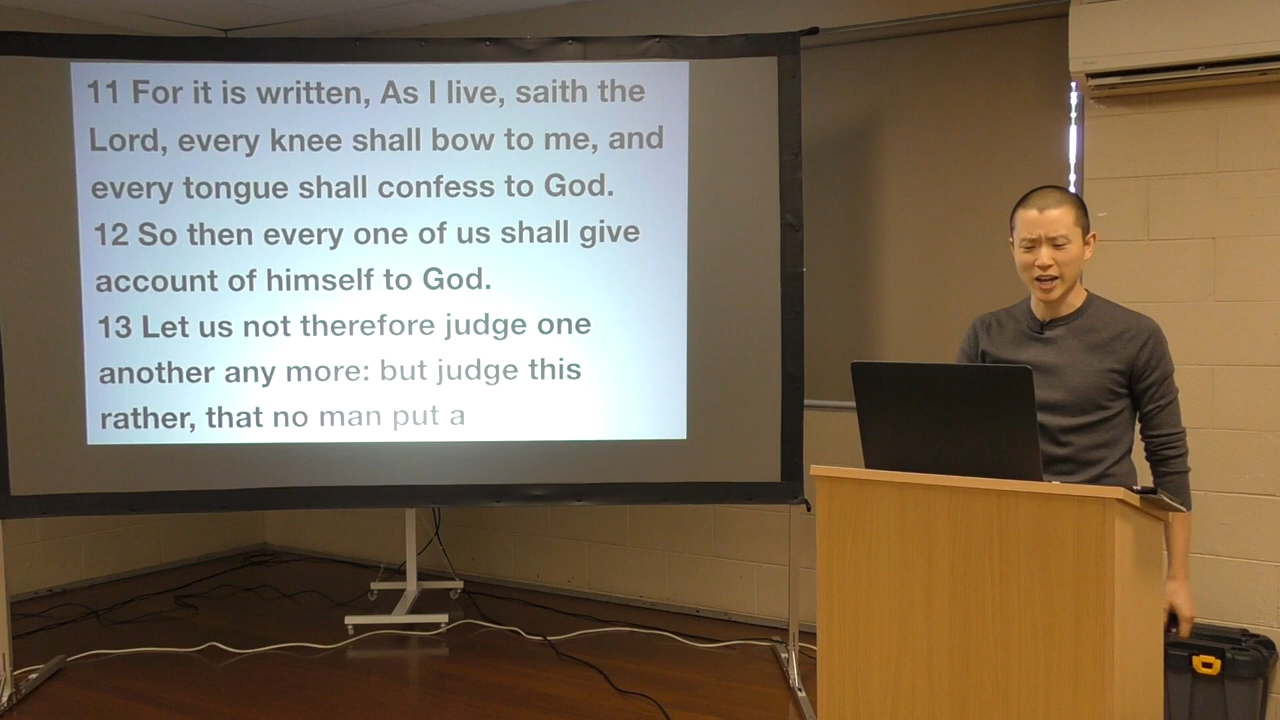 11 For it is written, As I live, saith the
Lord, every knee shall bow to me, and
every tongue shall confess to God.
12 So then every one of us shall give
account of himself to God.
13 Let us not therefore judge one
another any more: but judge this
rather, that no man put a